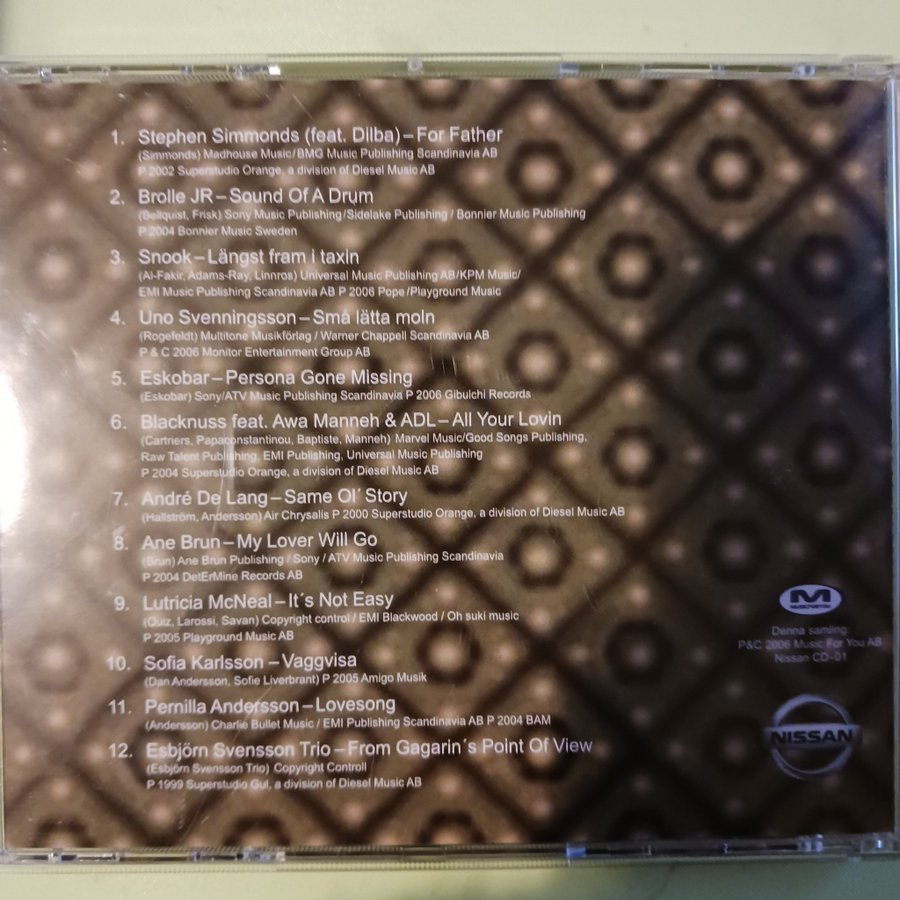 1. Stephen Simmonds (feat. Dilba) – For Father
(Simmonds) Madhouse Music/BMG Music Publishing Scandinavia AB
P 2002 Superstudio Orange, a division of Diesel Music AB
2. Brolle JR – Sound Of A Drum
(Bellquist, Frisk) Sony Music Publishing/Sidelake Publishing / Bonnier Music Publishing
P 2004 Bonnier Music Sweden
3. Snook – Längst fram i taxin
(Al-Fakir, Adams-Ray, Linnros) Universal Music Publishing AB/KPM Music/
EMI Music Publishing Scandinavia AB P 2006 Pope/Playground Music
4. Uno Svenningsson – Små lätta moln
(Rogefeldt) Multitone Musikförlag / Warner Chappell Scandinavia AB
P & C 2006 Monitor Entertainment Group AB
5. Eskobar – Persona Gone Missing
(Eskobar) Sony/ATV Music Publishing Scandinavica P 2006 Gibulchi Records
6. Blacknuss feat. Awa Manneh & ADL – All Your Lovin
(Cartners, Papaconstantinou, Baptiste, Manneh) Marvel Music/Good Songs Publishing,
Raw Talent Publishing, EMI Publishing, Universal Music Publishing
P 2004 Superstudio Orange, a division of Diesel Music AB
7. André De Lang – Same Ol´ Story
(Hallström, Andersson) Air Chrysalis P 2000 Superstudio Orange, a division of Diesel Music AB
8. Ane Brun – My Lover Will Go
(Brun) Ane Brun Publishing / Sony / ATV Music Publishing Scandinavia
P 2004 DetErMine Records AB
9. Lutricia McNeal – It´s Not Easy
(Quiz, Larossi, Savan) Copyright control / EMI Blackwood / Oh suki music
P 2005 Playground Music AB
10. Sofia Karlsson – Vaggvisa
(Dan Andersson, Sofie Liverbrant) P 2005 Amigo Musik
11. Pernilla Andersson – Lovesong
(Andersson) Charlie Bullet Music / EMI Publishing Scandinavia AB P 2004 BAM
12. Esbjörn Svensson Trio – From Gagarin´s Point Of View
(Esbjörn Svensson Trio) Copyright Controll
P 1999 Superstudio Gul, a division of Diesel Music AB
M
MUSIC FOR YOU
Denna samling:
P&C 2006 Music For You AB
Nissan CD-01
NISSAN